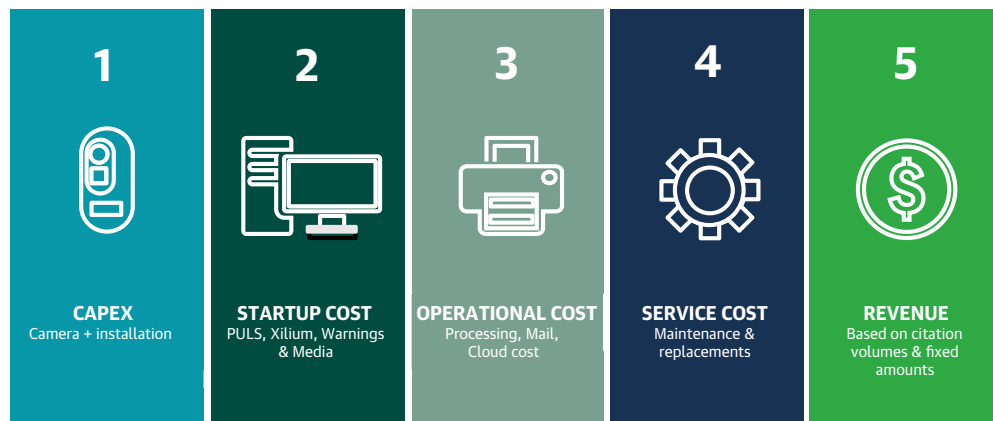 1
CAPEX
Camera + installation
2
STARTUP COST
PULS, Xilium, Warnings
& Media
3
OPERATIONAL COST
Processing, Mail,
Cloud cost
4
SERVICE COST
Maintenance &
replacements
5
REVENUE
Based on citation
volumes & fixed
amounts